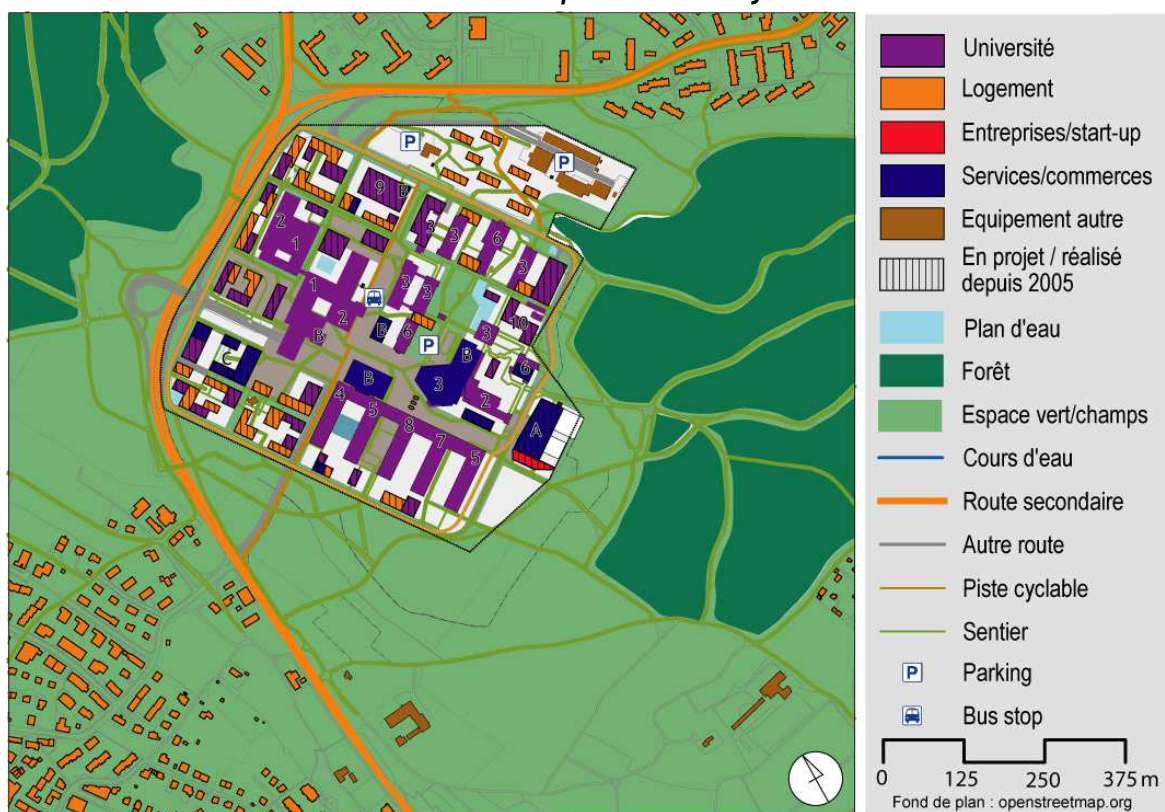 P
P
9
B
2
1
3
3
6
3
1
3
3
2
B
B
6
P
3
10
B
6
C
B
3
4
5
2
A
8
7
5
Université
Logement
Entreprises/start-up
Services/commerces
Equipement autre
En projet / réalisé
depuis 2005
Plan d'eau
Forêt
Espace vert/champs
Cours d'eau
Route secondaire
Autre route
Piste cyclable
Sentier
P Parking
Bus stop
0 125 250 375 m
Fond de plan : openstreetmap.org